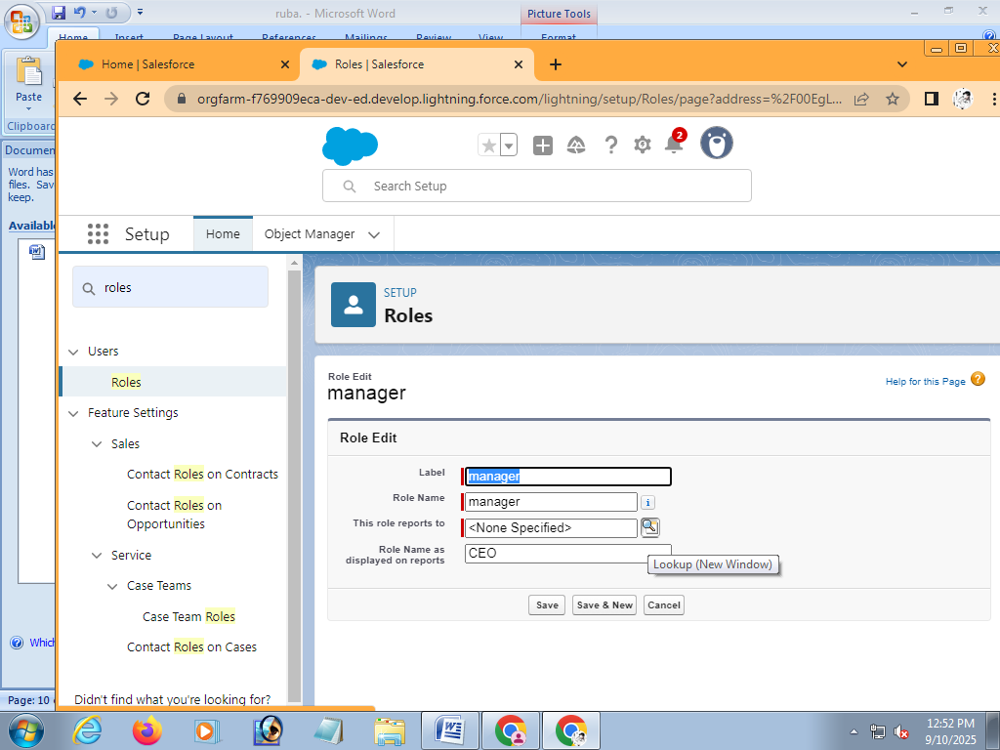 ruba. - Microsoft Word
Picture Tools
Home
Insert
Page Layout
References
Mailings
Review
View
Format
Home | Salesforce
Roles | Salesforce
Paste
orgfarm-f769909eca-dev-ed.develop.lightning.force.com/lightning/setup/Roles/page?address=%2F00EgL...
Clipboard
2
Documen
Word has
files. Sav
keep.
Search Setup
Available
Setup
Home
Object Manager
roles
SETUP
Roles
Users
Roles
Role Edit
manager
Help for this Page
Feature Settings
Role Edit
Sales
Label
manager
Contact Roles on Contracts
Role Name
manager
i
Contact Roles on
Opportunities
This role reports to
<None Specified>
Role Name as
displayed on reports
CEO
Service
Lookup (New Window)
Case Teams
Save
Save & New
Cancel
Case Team Roles
Which
Contact Roles on Cases
Didn't find what you're looking for?
Page: 10
12:52 PM
9/10/2025